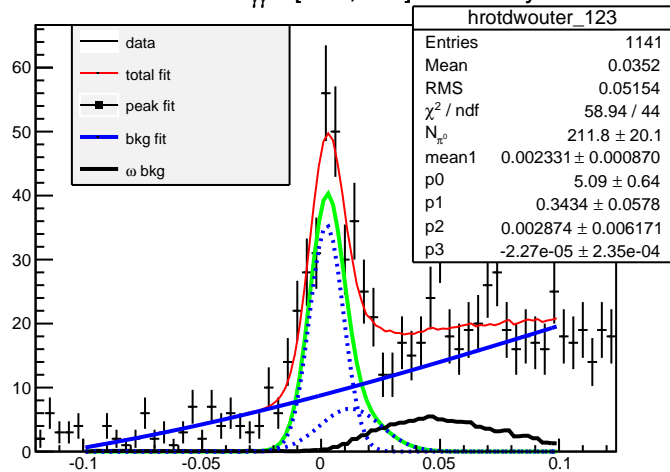 hrotdwouter_123
Entries 1141
Mean 0.0352
RMS 0.05154
χ² / ndf 58.94 / 44
N_π⁰ 211.8 ± 20.1
mean1 0.002331 ± 0.000870
p0 5.09 ± 0.64
p1 0.3434 ± 0.0578
p2 0.002874 ± 0.006171
p3 -2.27e-05 ± 2.35e-04
data
total fit
peak fit
bkg fit
ω bkg
60
50
40
30
20
10
0
-0.1 -0.05 0 0.05 0.1